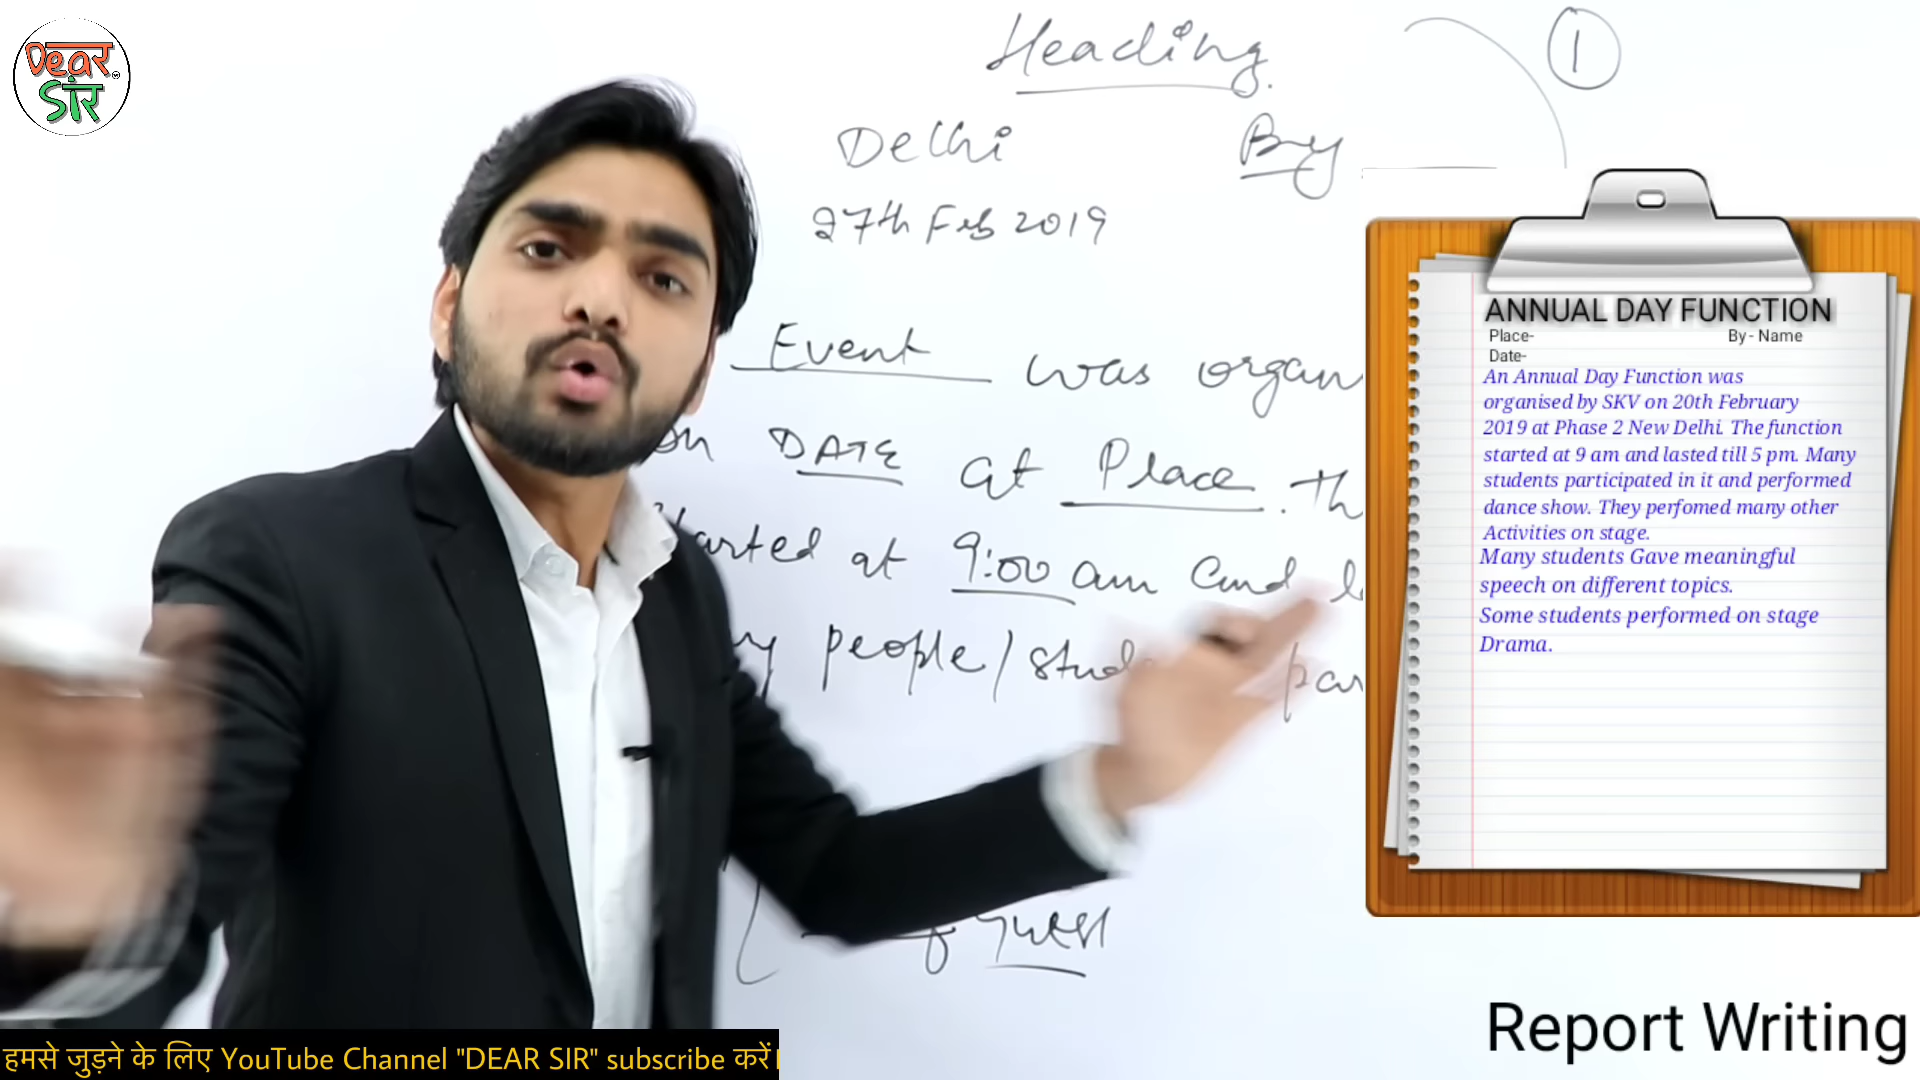 Dear
Sir
Heading.
1
Delhi By
27th Feb 2019
Event was organ
on DATE at Place. Th
started at 9:00 am and l
people/stud par
Guest
ANNUAL DAY FUNCTION
Place- By- Name
Date-
An Annual Day Function was
organised by SKV on 20th February
2019 at Phase 2 New Delhi. The function
started at 9 am and lasted till 5 pm. Many
students participated in it and performed
dance show. They perfomed many other
Activities on stage.
Many students Gave meaningful
speech on different topics.
Some students performed on stage
Drama.
Report Writing
हमसे जुड़ने के लिए YouTube Channel "DEAR SIR" subscribe करें।